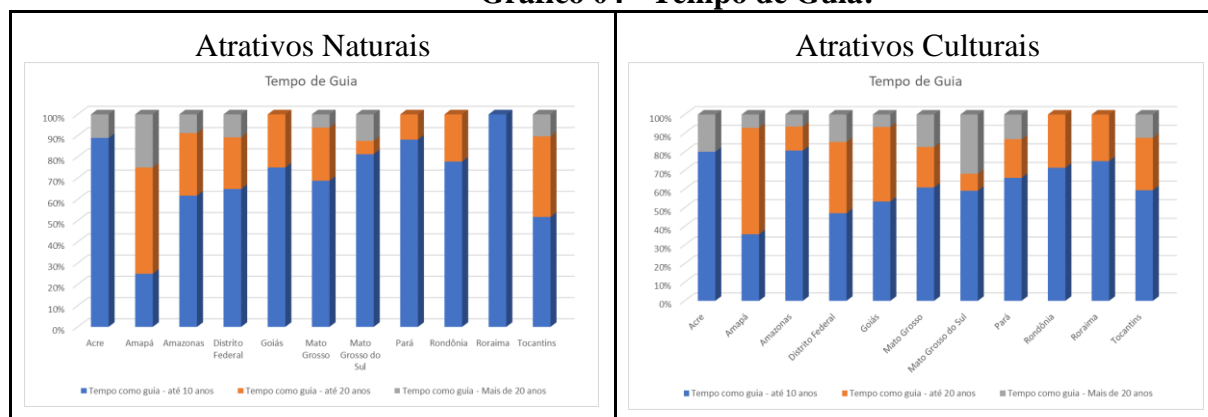 Gráfico 04 - Tempo de Guia.
Atrativos Naturais
Tempo de Guia
100%
90%
80%
70%
60%
50%
40%
30%
20%
10%
0%
Acre Amapá Amazonas Distrito Federal Goiás Mato Grosso Mato Grosso do Sul Pará Rondônia Roraima Tocantins
Tempo como guia - até 10 anos Tempo como guia - até 20 anos Tempo como guia - Mais de 20 anos
Atrativos Culturais
Tempo de Guia
100%
90%
80%
70%
60%
50%
40%
30%
20%
10%
0%
Acre Amapá Amazonas Distrito Federal Goiás Mato Grosso Mato Grosso do Sul Pará Rondônia Roraima Tocantins
Tempo como guia - até 10 anos Tempo como guia - até 20 anos Tempo como guia - Mais de 20 anos